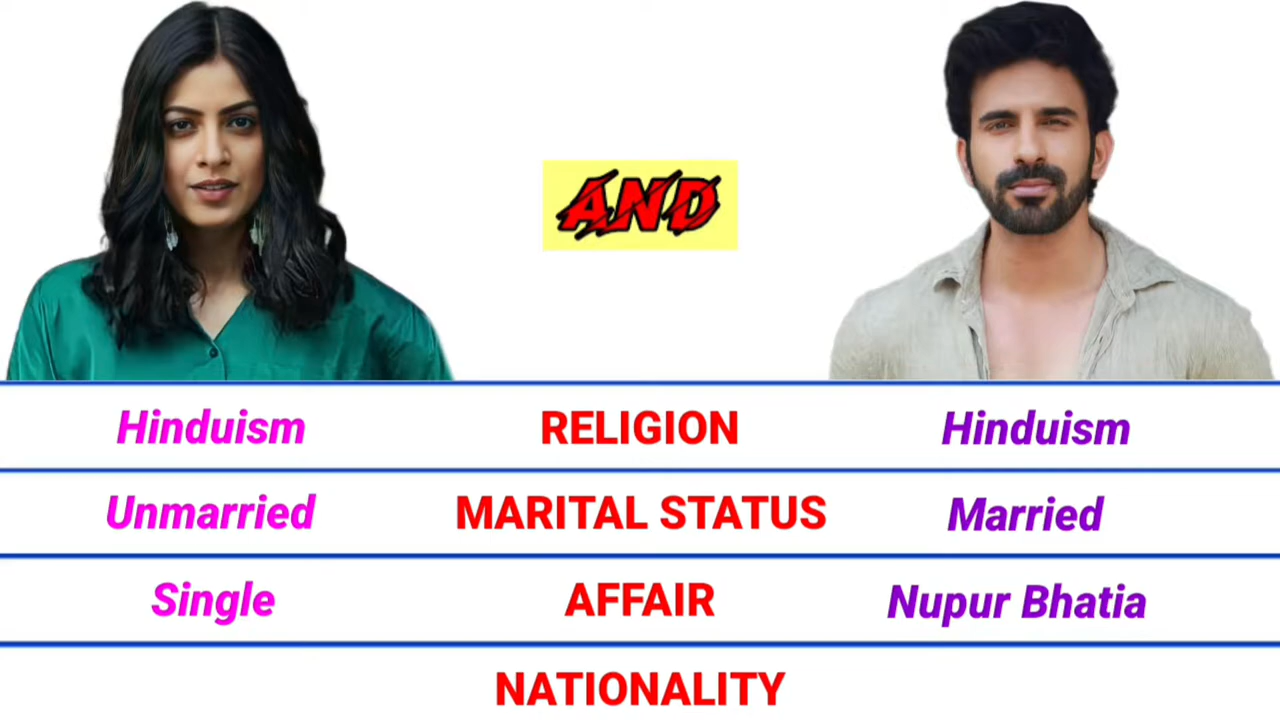 AND
Hinduism RELIGION Hinduism
Unmarried MARITAL STATUS Married
Single AFFAIR Nupur Bhatia
NATIONALITY